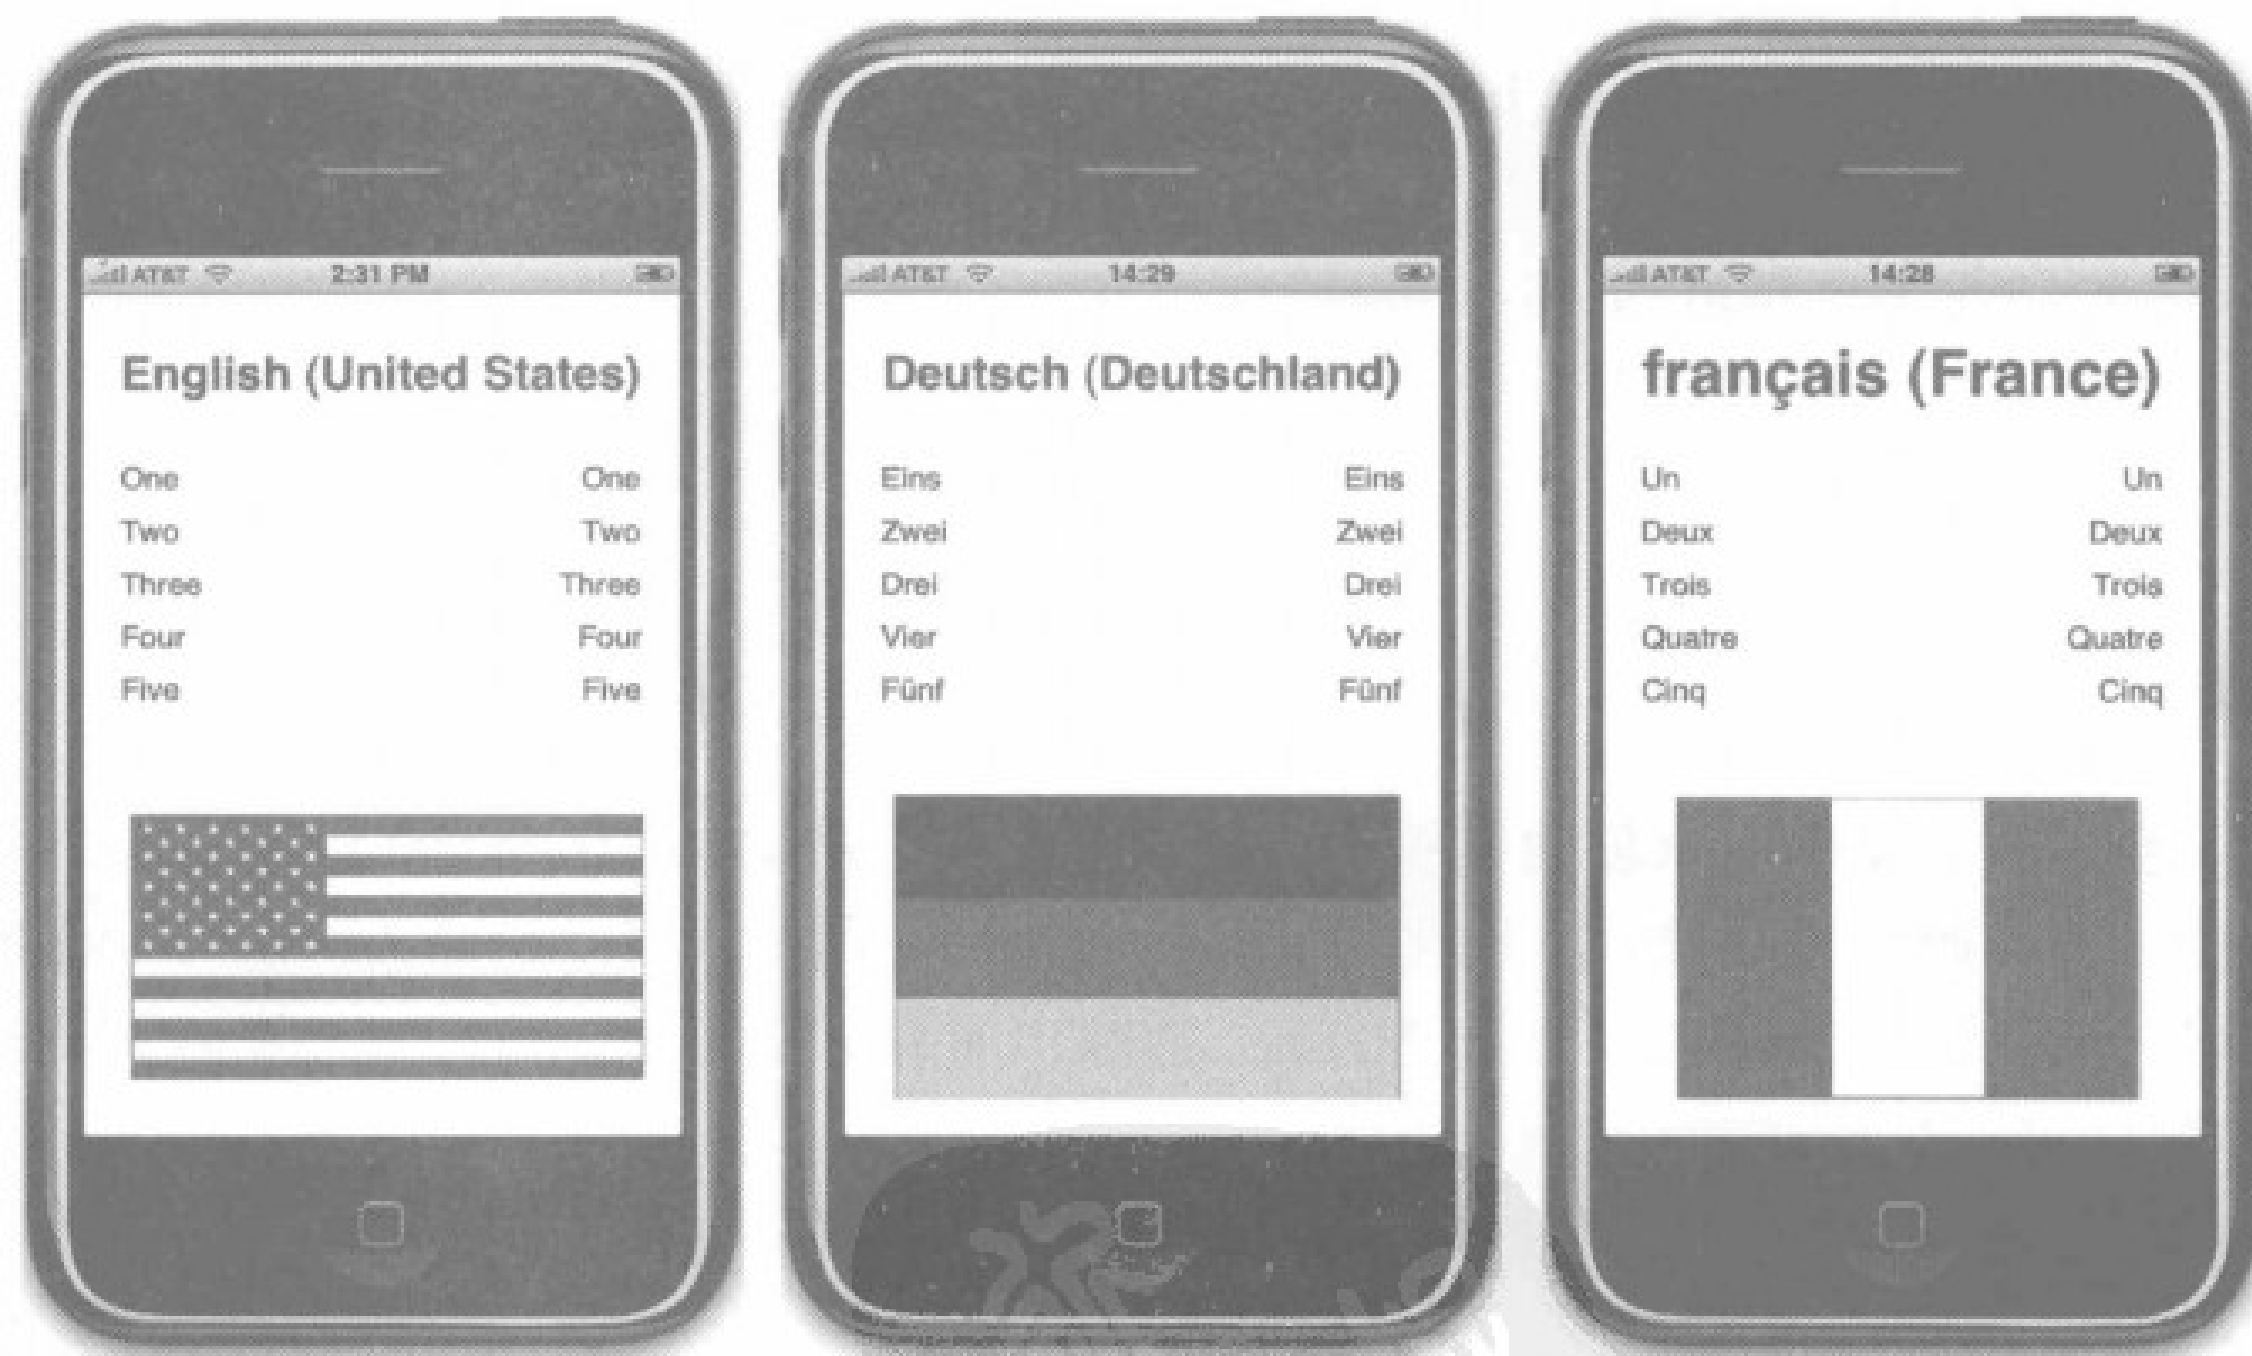 AT&T 2:31 PM
English (United States)
One One
Two Two
Three Three
Four Four
Five Five
AT&T 14:29
Deutsch (Deutschland)
Eins Eins
Zwei Zwei
Drei Drei
Vier Vier
Fünf Fünf
AT&T 14:28
français (France)
Un Un
Deux Deux
Trois Trois
Quatre Quatre
Cinq Cinq